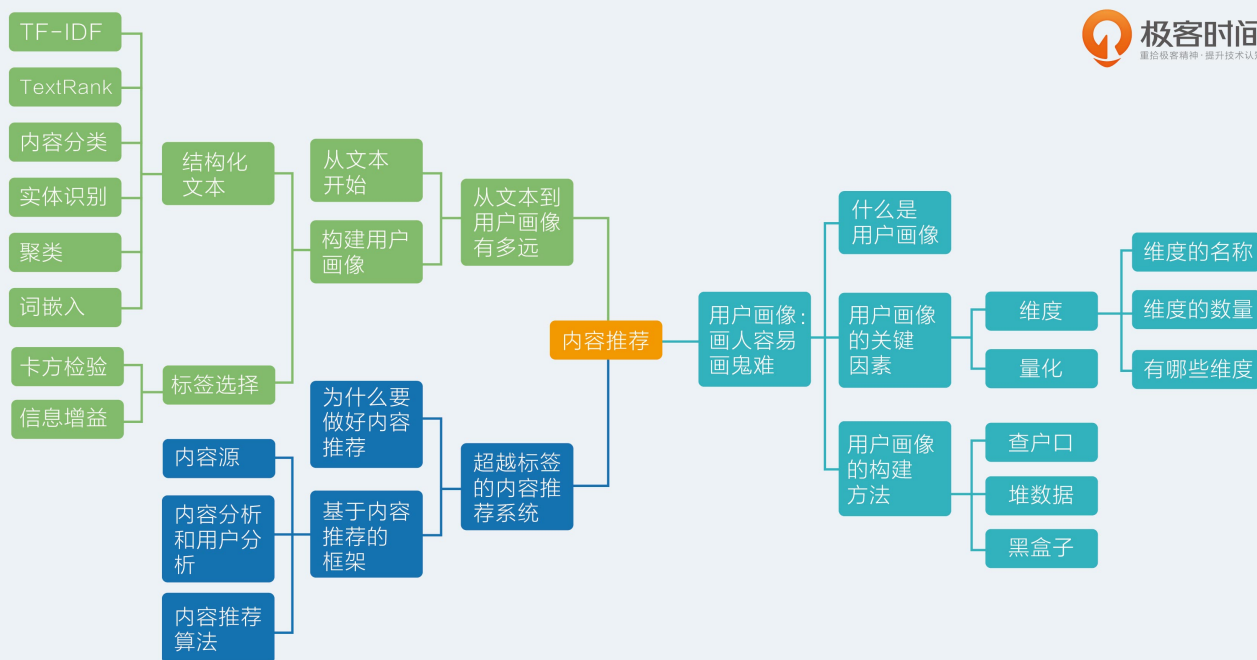 极客时间
重拾极客精神·提升技术认知
TF-IDF
TextRank
内容分类
实体识别
聚类
词嵌入
结构化
文本
卡方检验
信息增益
标签选择
从文本
开始
构建用户
画像
从文本到
用户画像
有多远
内容推荐
内容源
内容分析
和用户分
析
内容推荐
算法
为什么要
做好内容
推荐
基于内容
推荐的
框架
超越标签
的内容推
荐系统
用户画像：
画人容易
画鬼难
什么是
用户画像
用户画像
的关键
因素
维度
量化
维度的名称
维度的数量
有哪些维度
用户画像
的构建
方法
查户口
堆数据
黑盒子